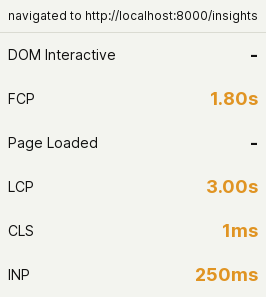 navigated to http://localhost:8000/insights
DOM Interactive -
FCP 1.80s
Page Loaded -
LCP 3.00s
CLS 1ms
INP 250ms